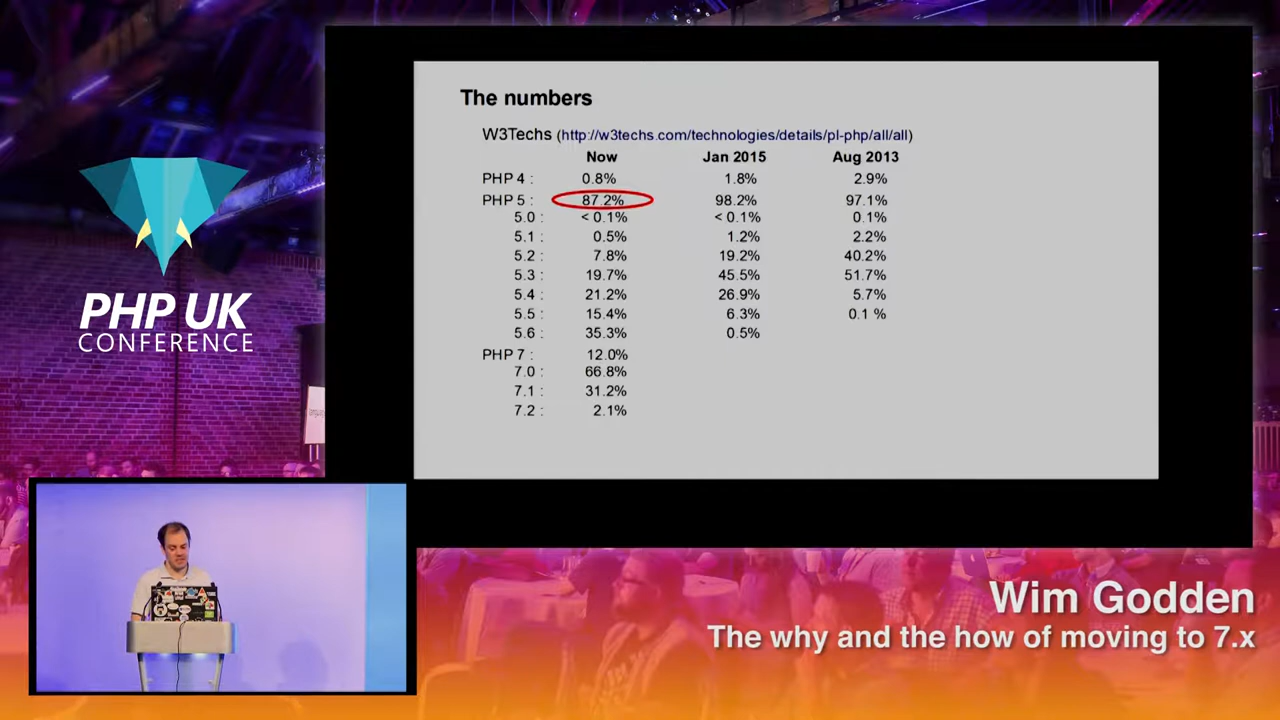 PHP UK
CONFERENCE
The numbers
W3Techs (http://w3techs.com/technologies/details/pl-php/all/all)
Now Jan 2015 Aug 2013
PHP 4 : 0.8% 1.8% 2.9%
PHP 5 : 87.2% 98.2% 97.1%
5.0 : < 0.1% < 0.1% 0.1%
5.1 : 0.5% 1.2% 2.2%
5.2 : 7.8% 19.2% 40.2%
5.3 : 19.7% 45.5% 51.7%
5.4 : 21.2% 26.9% 5.7%
5.5 : 15.4% 6.3% 0.1 %
5.6 : 35.3% 0.5%
PHP 7 : 12.0%
7.0 : 66.8%
7.1 : 31.2%
7.2 : 2.1%
Wim Godden
The why and the how of moving to 7.x